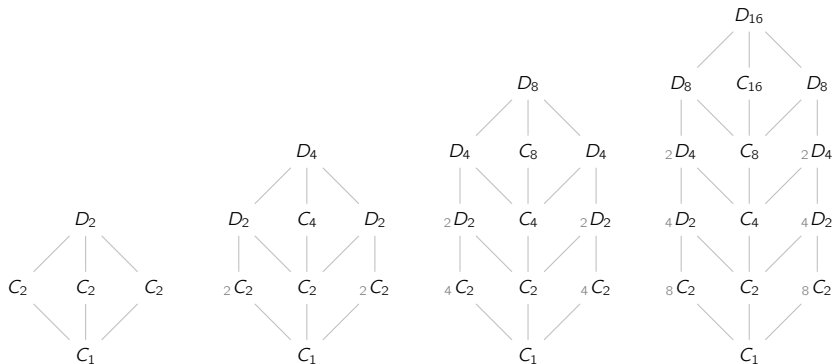 D₁₆
D₈ D₈ C₁₆ D₈
D₄ D₄ C₈ D₄ ₂D₄ C₈ ₂D₄
D₂ D₂ C₄ D₂ ₂D₂ C₄ ₂D₂ ₄D₂ C₄ ₄D₂
C₂ C₂ C₂ ₂C₂ C₂ ₂C₂ ₄C₂ C₂ ₄C₂ ₈C₂ C₂ ₈C₂
C₁ C₁ C₁ C₁